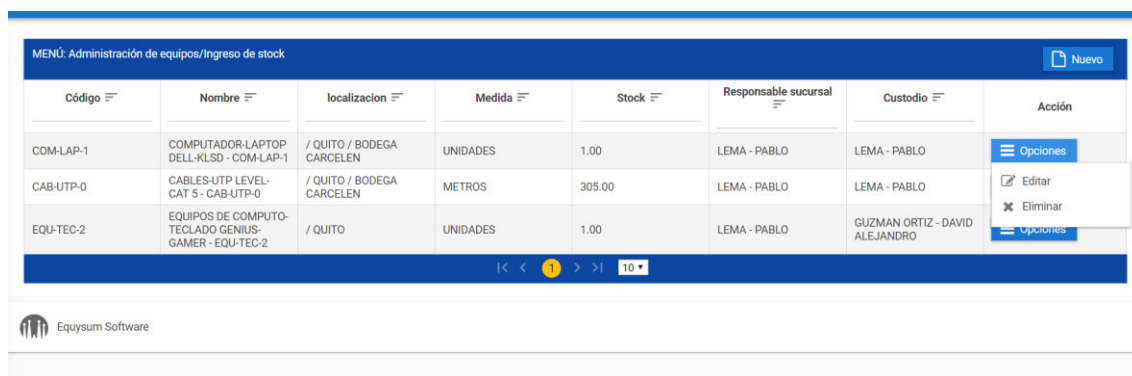 MENÚ: Administración de equipos/Ingreso de stock
Nuevo
Código Nombre localizacion Medida Stock Responsable sucursal Custodio Acción
COM-LAP-1 COMPUTADOR-LAPTOP DELL-KLSD - COM-LAP-1 / QUITO / BODEGA CARCELEN UNIDADES 1.00 LEMA - PABLO LEMA - PABLO Opciones
Editar
Eliminar
CAB-UTP-0 CABLES-UTP LEVEL-CAT 5 - CAB-UTP-0 / QUITO / BODEGA CARCELEN METROS 305.00 LEMA - PABLO LEMA - PABLO
EQU-TEC-2 EQUIPOS DE COMPUTO-TECLADO GENIUS-GAMER - EQU-TEC-2 / QUITO UNIDADES 1.00 LEMA - PABLO GUZMAN ORTIZ - DAVID ALEJANDRO Opciones
1 10
Equysum Software